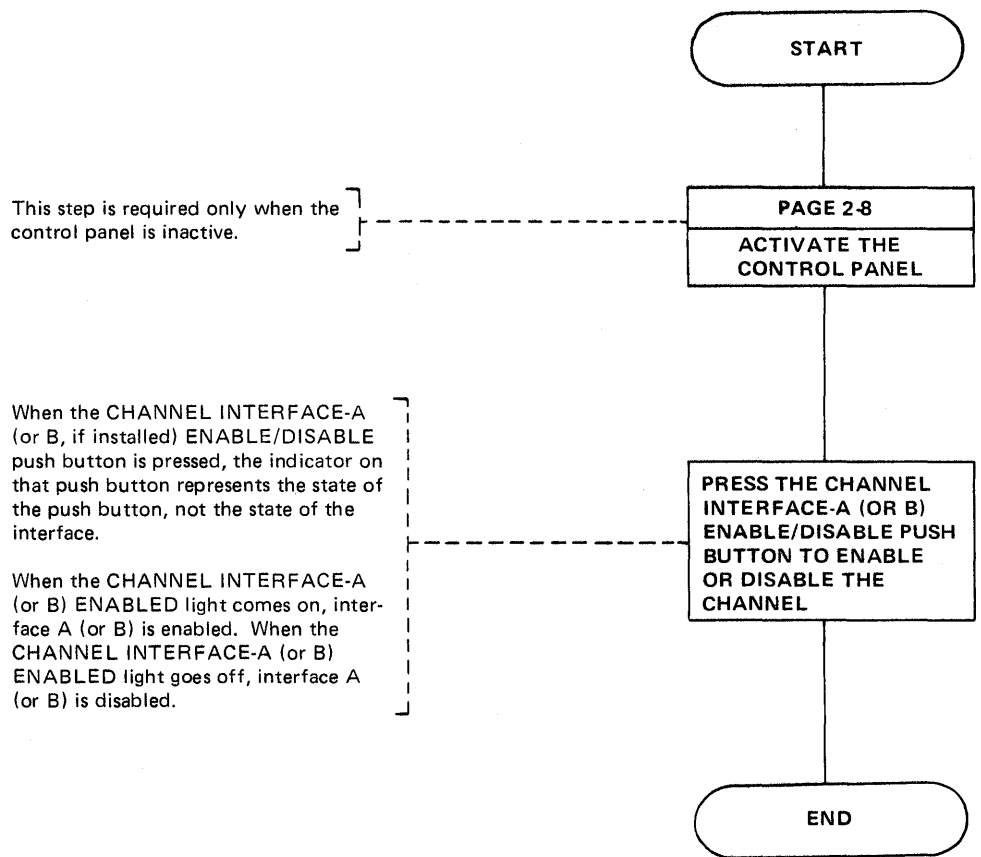 START
This step is required only when the
control panel is inactive.
PAGE 2-8
ACTIVATE THE
CONTROL PANEL
When the CHANNEL INTERFACE-A
(or B, if installed) ENABLE/DISABLE
push button is pressed, the indicator on
that push button represents the state of
the push button, not the state of the
interface.
When the CHANNEL INTERFACE-A
(or B) ENABLED light comes on, inter-
face A (or B) is enabled. When the
CHANNEL INTERFACE-A (or B)
ENABLED light goes off, interface A
(or B) is disabled.
PRESS THE CHANNEL
INTERFACE-A (OR B)
ENABLE/DISABLE PUSH
BUTTON TO ENABLE
OR DISABLE THE
CHANNEL
END